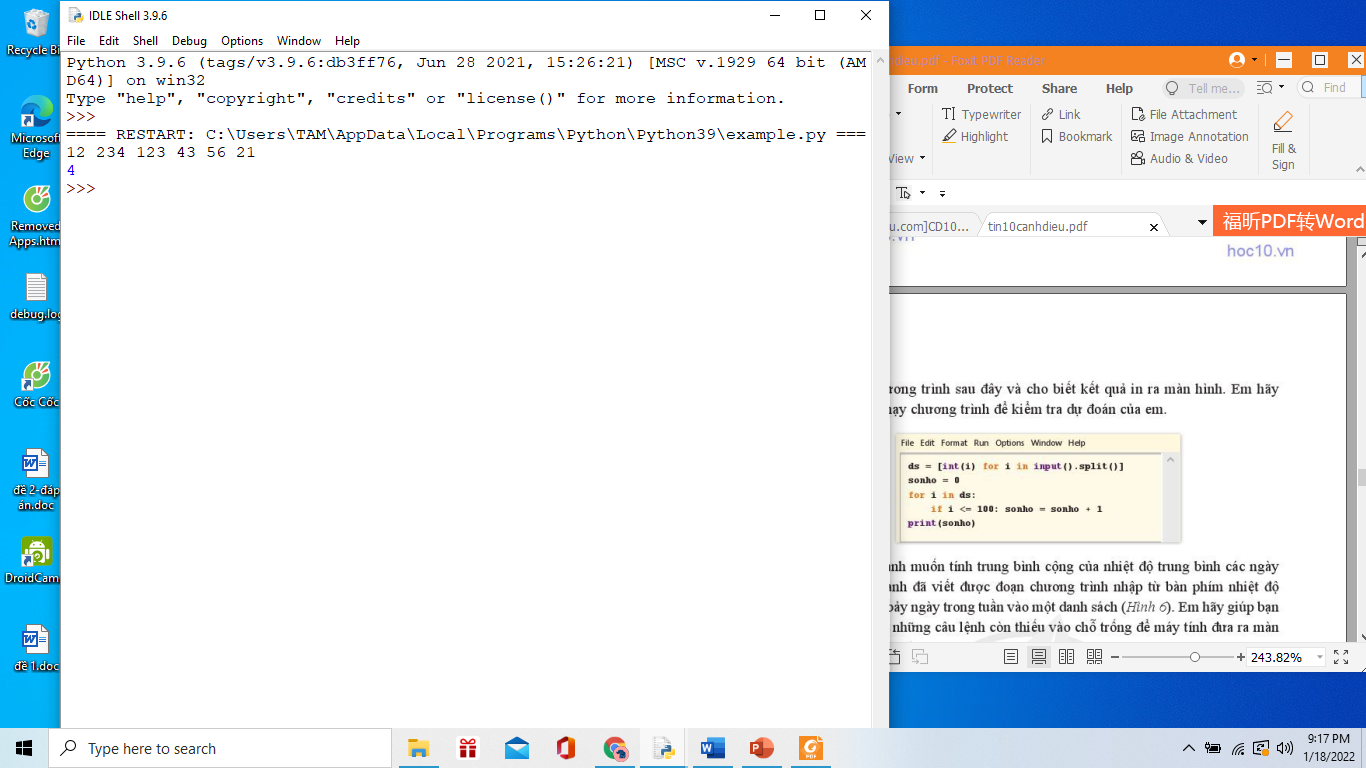 Recycle Bi
Microsoft
Edge
Removed
Apps.htm
debug.log
Cốc Cốc
đề 2-đáp
án.doc
DroidCam
đề 1.doc
IDLE Shell 3.9.6
File Edit Shell Debug Options Window Help
Python 3.9.6 (tags/v3.9.6:db3ff76, Jun 28 2021, 15:26:21) [MSC v.1929 64 bit (AM
D64)] on win32
Type "help", "copyright", "credits" or "license()" for more information.
>>>
==== RESTART: C:\Users\TAM\AppData\Local\Programs\Python\Python39\example.py ===
12 234 123 43 56 21
4
>>>
dieu.pdf - Foxit PDF Reader
Form Protect Share Help Tell me... Find
Typewriter Link File Attachment
Highlight Bookmark Image Annotation
View Audio & Video
Fill &
Sign
u.com]CD10... tin10canhdieu.pdf
福昕PDF转Word
hoc10.vn
trình sau đây và cho biết kết quả in ra màn hình. Em hãy
chương trình để kiểm tra dự đoán của em.
File Edit Format Run Options Window Help
ds = [int(i) for i in input().split()]
sonho = 0
for i in ds:
if i <= 100: sonho = sonho + 1
print(sonho)
muốn tính trung bình cộng của nhiệt độ trung bình các ngày
đã viết được đoạn chương trình nhập từ bàn phím nhiệt độ
ngày trong tuần vào một danh sách (Hình 6). Em hãy giúp bạn
những câu lệnh còn thiếu vào chỗ trống để máy tính đưa ra màn
243.82%
Type here to search
9:17 PM
1/18/2022